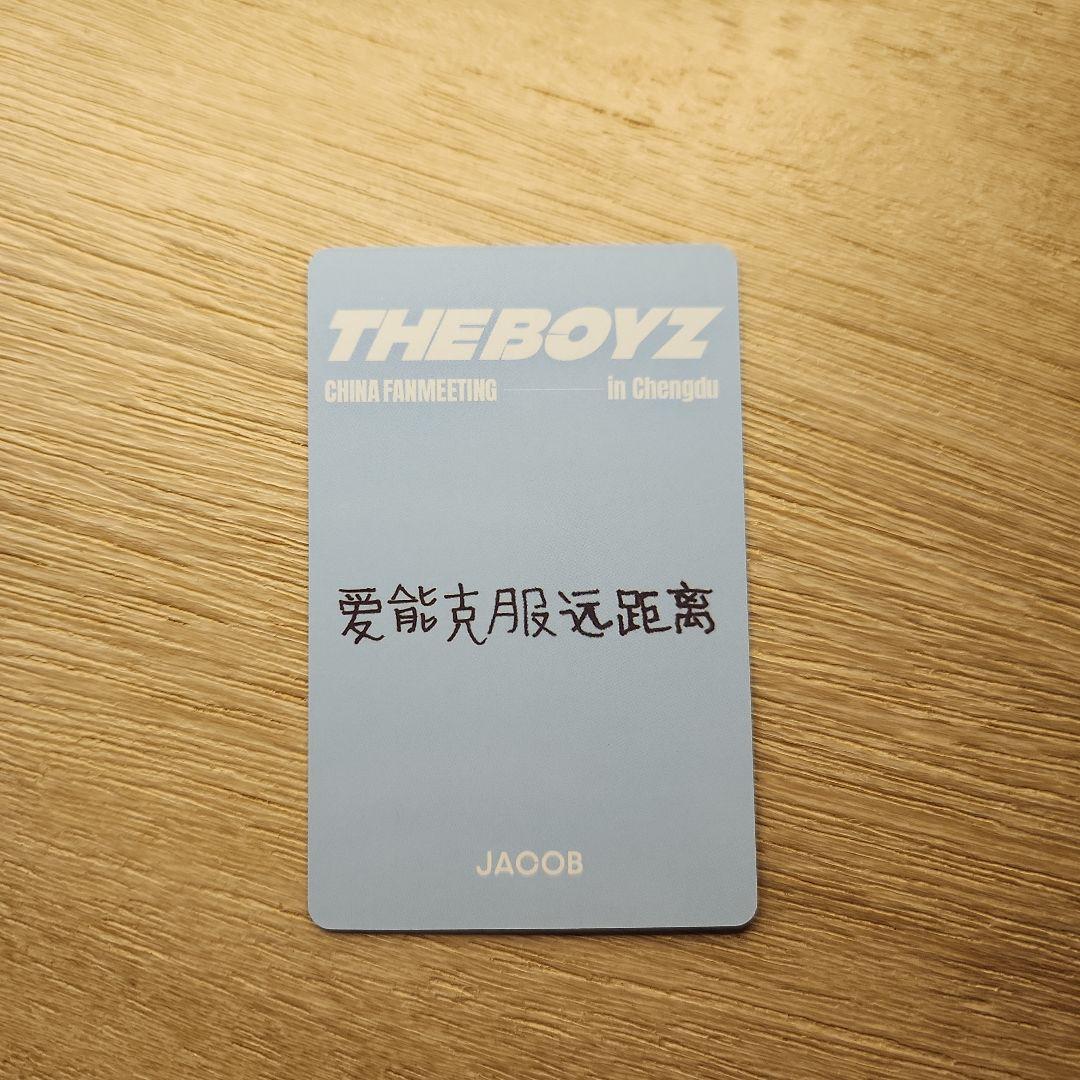 THEBOYZ
CHINA FANMEETING in Chengdu
爱能克服远距离
JACOB